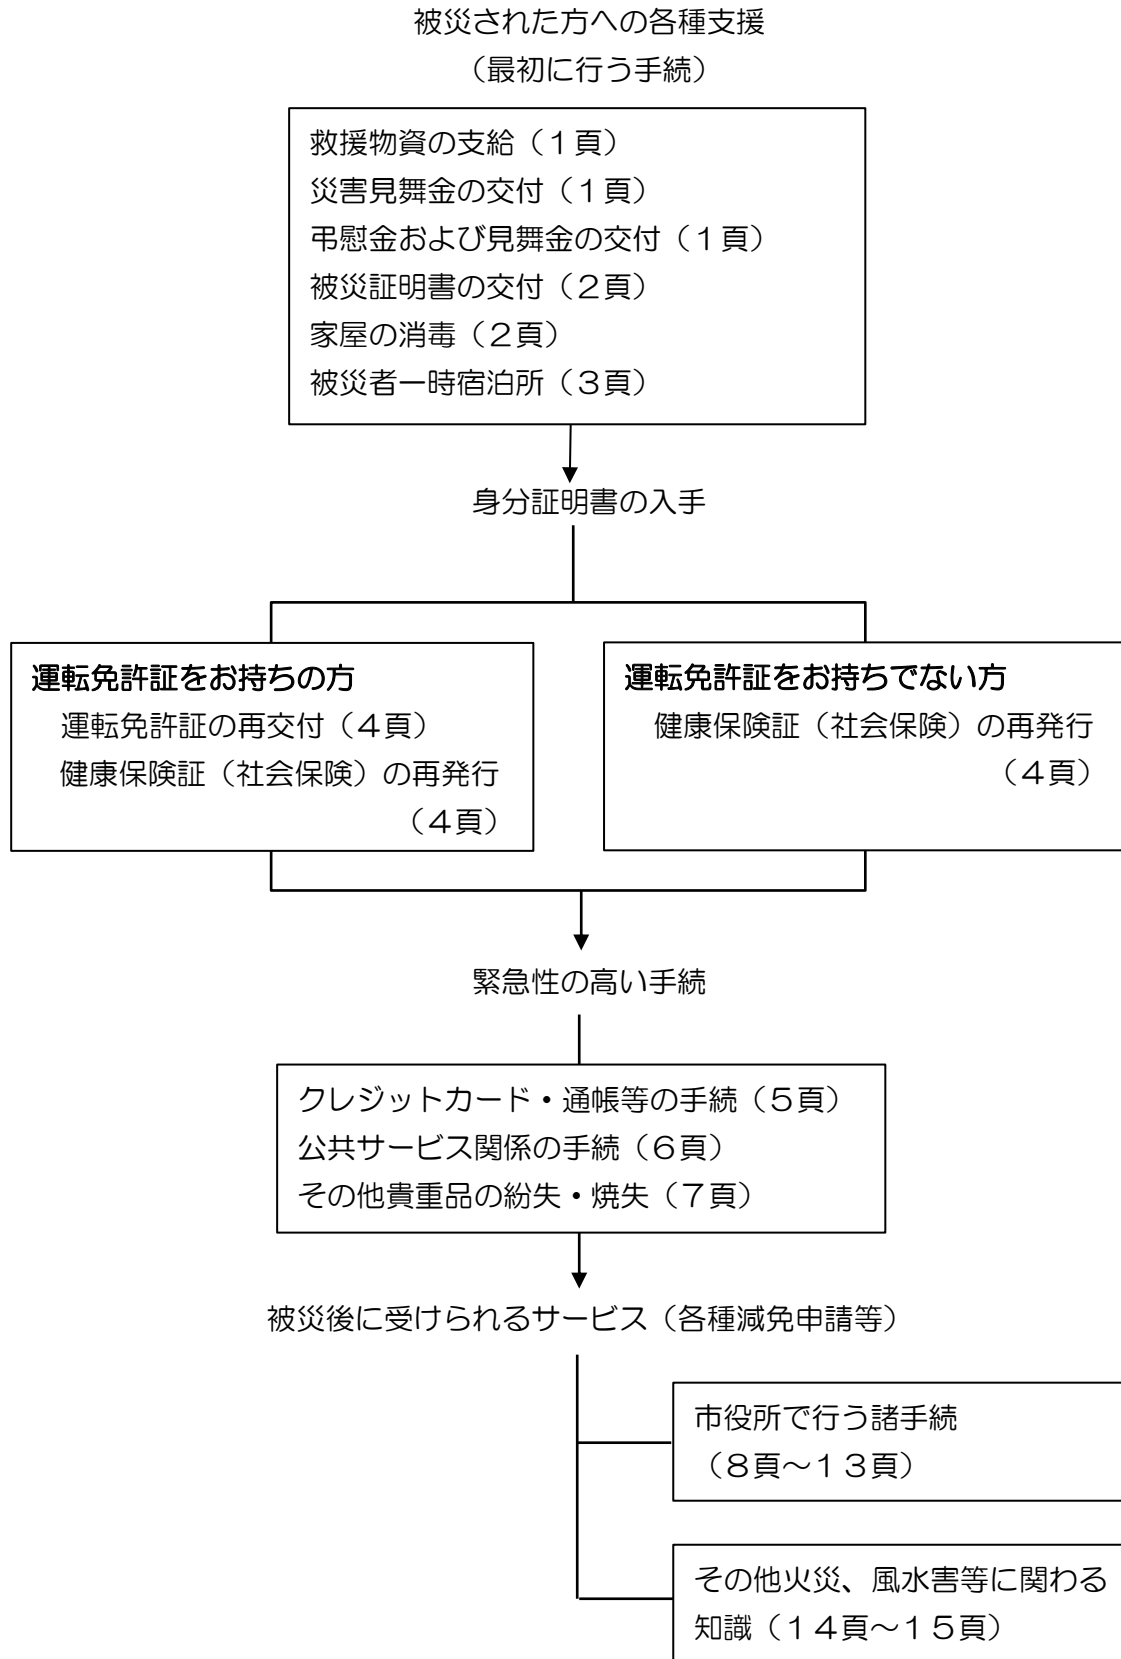 被災された方への各種支援
（最初に行う手続）
救援物資の支給（１頁）
災害見舞金の交付（１頁）
弔慰金および見舞金の交付（１頁）
被災証明書の交付（２頁）
家屋の消毒（２頁）
被災者一時宿泊所（３頁）
身分証明書の入手
運転免許証をお持ちの方
運転免許証の再交付（４頁）
健康保険証（社会保険）の再発行
（４頁）
運転免許証をお持ちでない方
健康保険証（社会保険）の再発行
（４頁）
緊急性の高い手続
クレジットカード・通帳等の手続（５頁）
公共サービス関係の手続（６頁）
その他貴重品の紛失・焼失（７頁）
被災後に受けられるサービス（各種減免申請等）
市役所で行う諸手続
（８頁～１３頁）
その他火災、風水害等に関わる
知識（１４頁～１５頁）